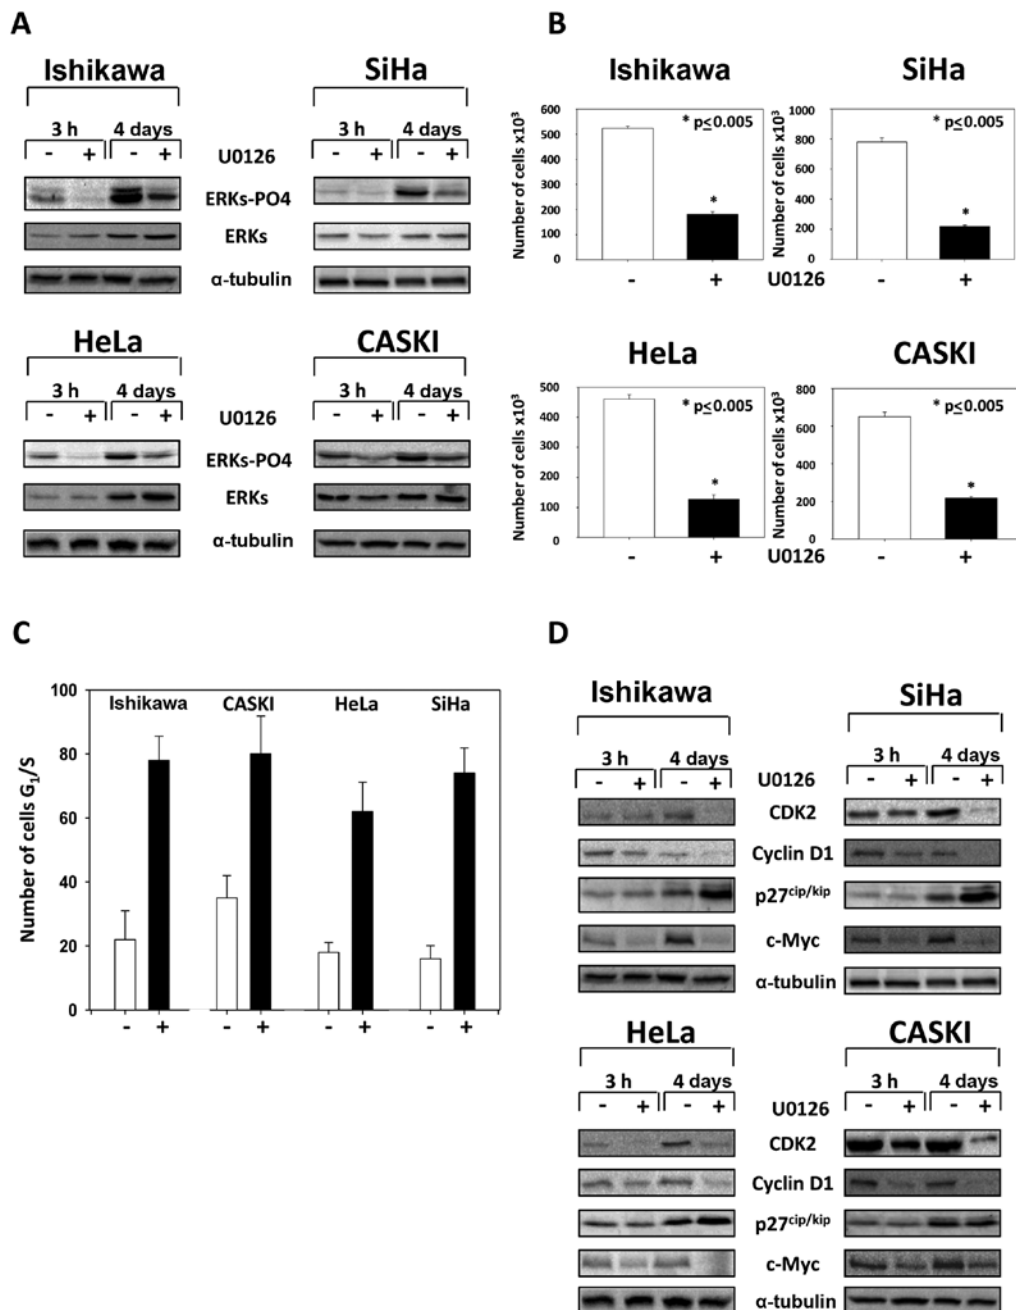 A
Ishikawa
SiHa
3 h 4 days
3 h 4 days
- + - +
U0126
- + - +
ERKs-PO4
ERKs
α-tubulin
HeLa
CASKI
3 h 4 days
3 h 4 days
- + - +
U0126
- + - +
ERKs-PO4
ERKs
α-tubulin
B
Ishikawa
SiHa
Number of cells x10³
600
500
400
300
200
100
0
* p≤0.005
*
- +
U0126
Number of cells x10³
1000
800
600
400
200
0
* p≤0.005
*
- +
HeLa
CASKI
Number of cells x10³
500
400
300
200
100
0
* p≤0.005
*
- +
U0126
Number of cells x10³
800
600
400
200
0
* p≤0.005
*
- +
C
Number of cells G₁/S
100
80
60
40
20
0
Ishikawa CASKI HeLa SiHa
- + - + - + - +
D
Ishikawa
SiHa
3 h 4 days
3 h 4 days
- + - +
U0126
- + - +
CDK2
Cyclin D1
p27cip/kip
c-Myc
α-tubulin
HeLa
CASKI
3 h 4 days
3 h 4 days
- + - +
U0126
- + - +
CDK2
Cyclin D1
p27cip/kip
c-Myc
α-tubulin